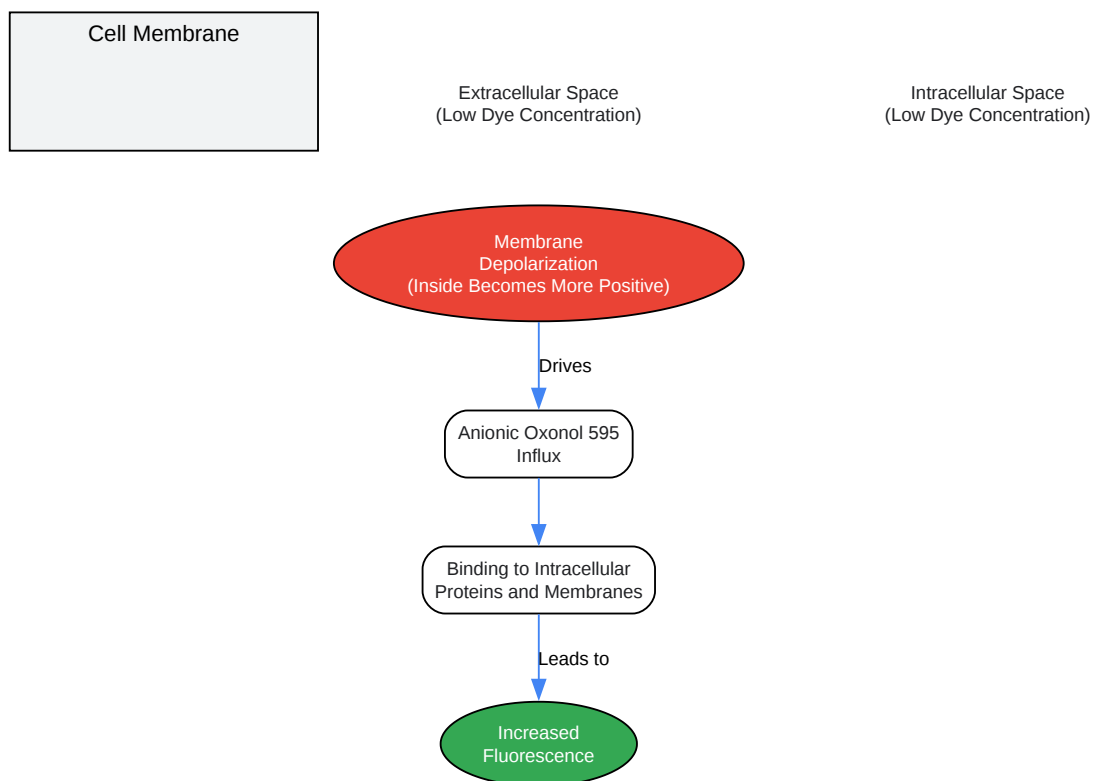 Cell Membrane
Extracellular Space
(Low Dye Concentration)
Intracellular Space
(Low Dye Concentration)
Membrane
Depolarization
(Inside Becomes More Positive)
Drives
Anionic Oxonol 595
Influx
Binding to Intracellular
Proteins and Membranes
Leads to
Increased
Fluorescence